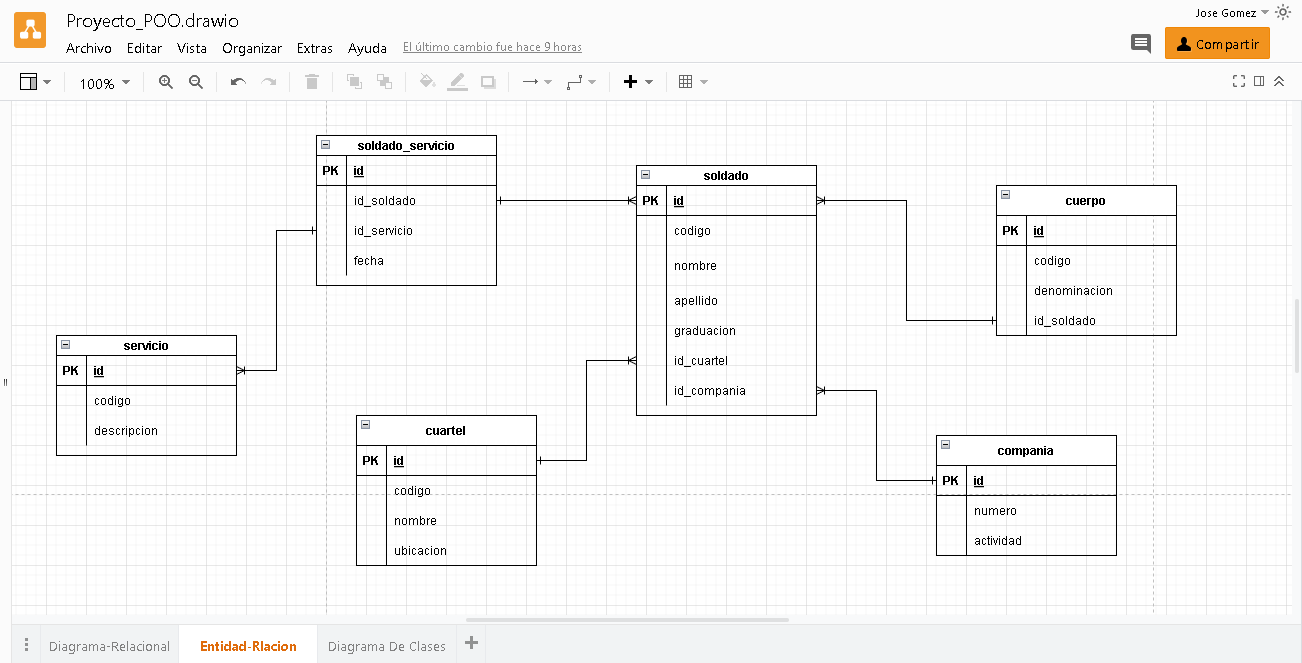 Proyecto_POO.drawio
Jose Gomez
Archivo Editar Vista Organizar Extras Ayuda El último cambio fue hace 9 horas
Compartir
100%
soldado_servicio
PK id
id_soldado
id_servicio
fecha
soldado
PK id
codigo
nombre
apellido
graduacion
id_cuartel
id_compania
cuerpo
PK id
codigo
denominacion
id_soldado
servicio
PK id
codigo
descripcion
cuartel
PK id
codigo
nombre
ubicacion
compania
PK id
numero
actividad
Diagrama-Relacional Entidad-Rlacion Diagrama De Clases